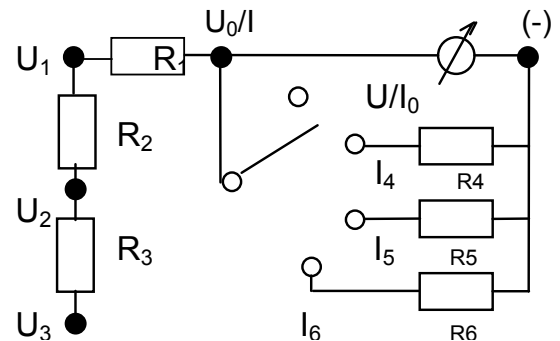 U₀/I
(-)
U₁
R₁
U/I₀
R₂
I₄
R4
U₂
R₃
I₅
R5
I₆
R6
U₃